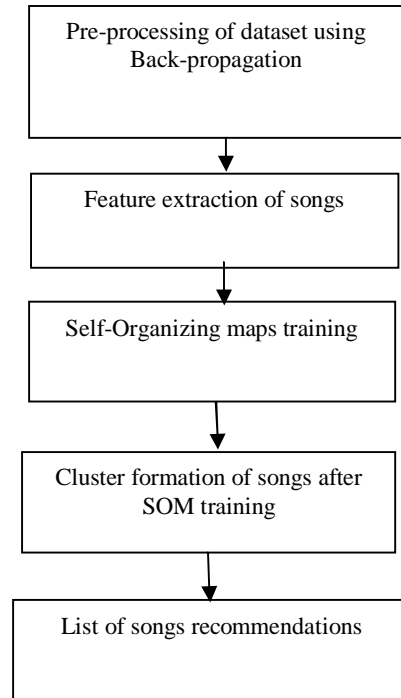 Pre-processing of dataset using
Back-propagation
Feature extraction of songs
Self-Organizing maps training
Cluster formation of songs after
SOM training
List of songs recommendations